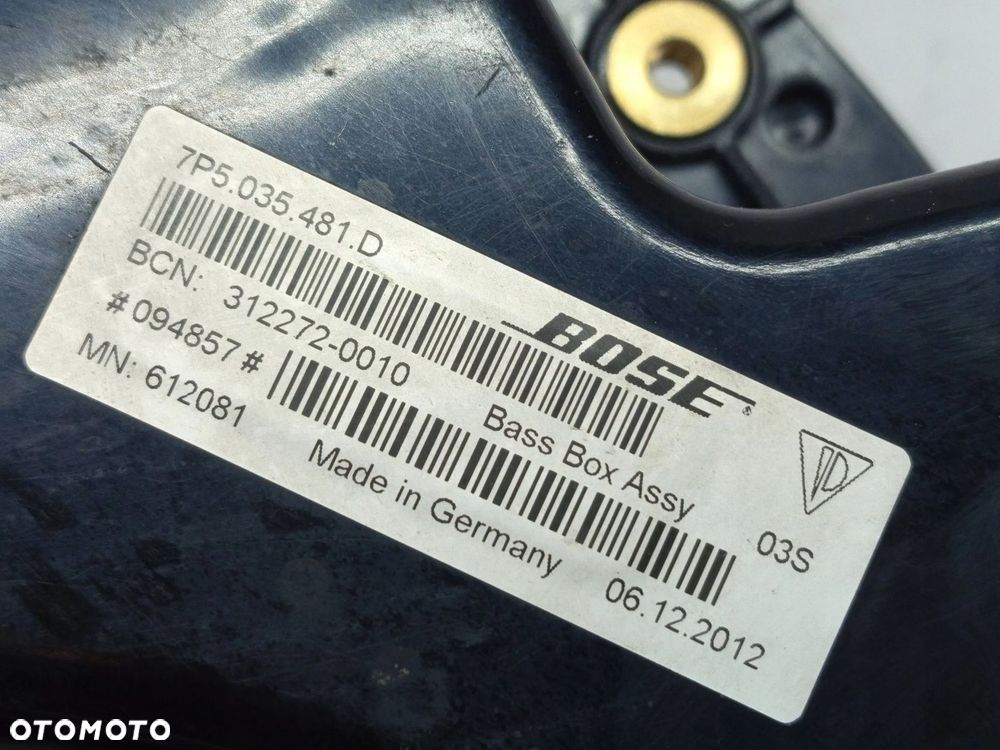 7P5.035.481.D
BOSE
BCN: 312272-0010
Bass Box Assy
#094857#
MN: 612081
Made in Germany
03S
06.12.2012
OTOMOTO